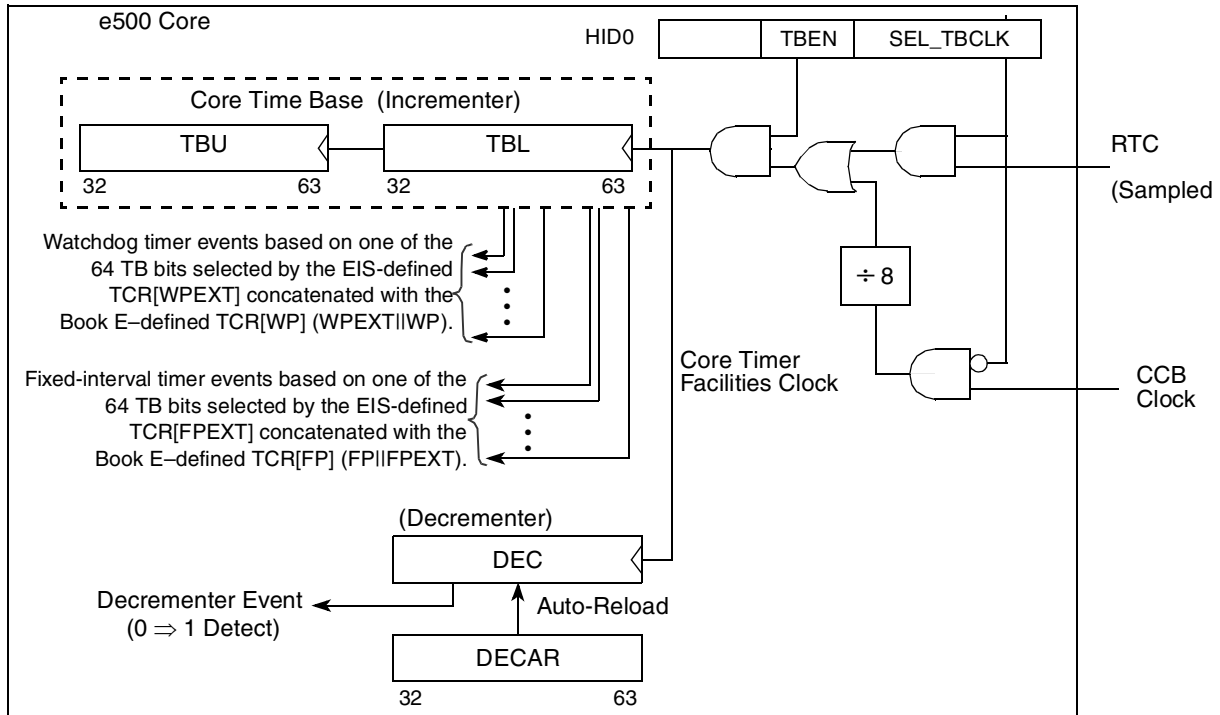 e500 Core
HID0
TBEN
SEL_TBCLK
Core Time Base (Incrementer)
TBU
TBL
32
63
32
63
RTC
(Sampled
Watchdog timer events based on one of the
64 TB bits selected by the EIS-defined
TCR[WPEXT] concatenated with the
Book E–defined TCR[WP] (WPEXT||WP).
÷ 8
Core Timer
Facilities Clock
CCB
Clock
Fixed-interval timer events based on one of the
64 TB bits selected by the EIS-defined
TCR[FPEXT] concatenated with the
Book E–defined TCR[FP] (FP||FPEXT).
(Decrementer)
DEC
Decrementer Event
(0 ⇒ 1 Detect)
Auto-Reload
DECAR
32
63